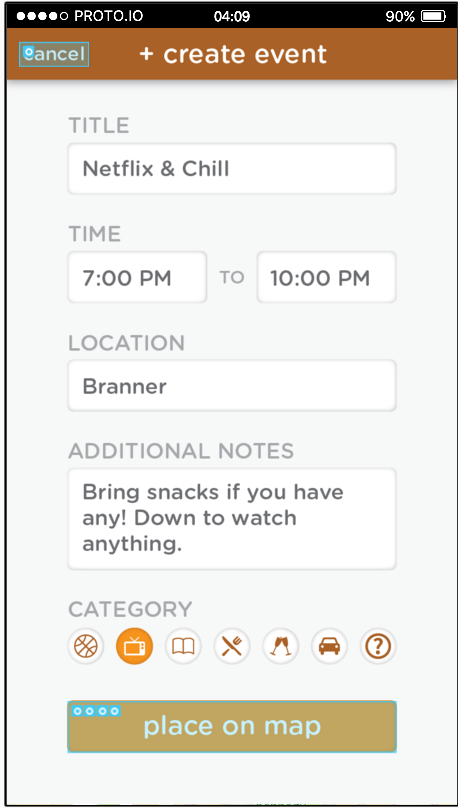 PROTO.IO 04:09 90%
cancel + create event
TITLE
Netflix & Chill
TIME
7:00 PM TO 10:00 PM
LOCATION
Branner
ADDITIONAL NOTES
Bring snacks if you have
any! Down to watch
anything.
CATEGORY
?
place on map